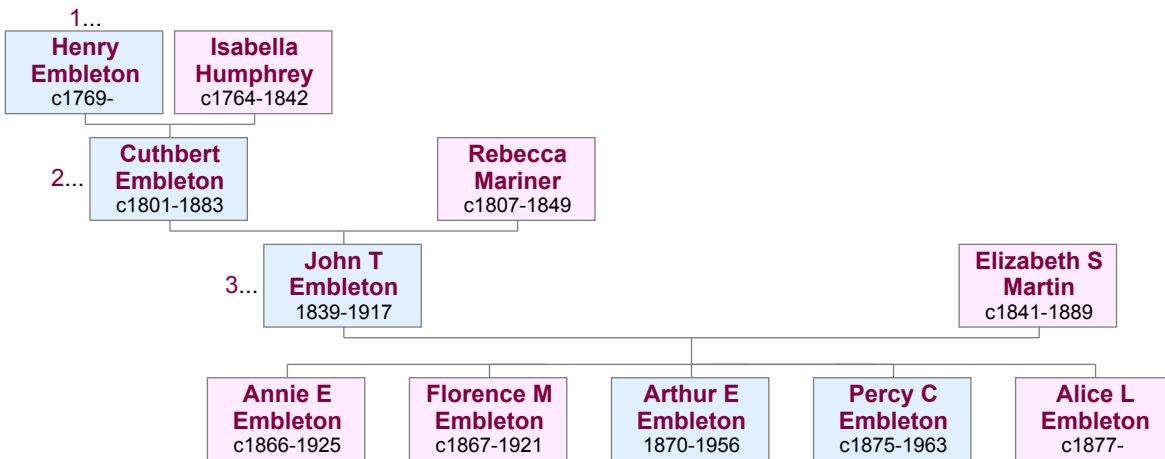 1...
Henry
Embleton
c1769-
Isabella
Humphrey
c1764-1842
2...
Cuthbert
Embleton
c1801-1883
Rebecca
Mariner
c1807-1849
3...
John T
Embleton
1839-1917
Elizabeth S
Martin
c1841-1889
Annie E
Embleton
c1866-1925
Florence M
Embleton
c1867-1921
Arthur E
Embleton
1870-1956
Percy C
Embleton
c1875-1963
Alice L
Embleton
c1877-